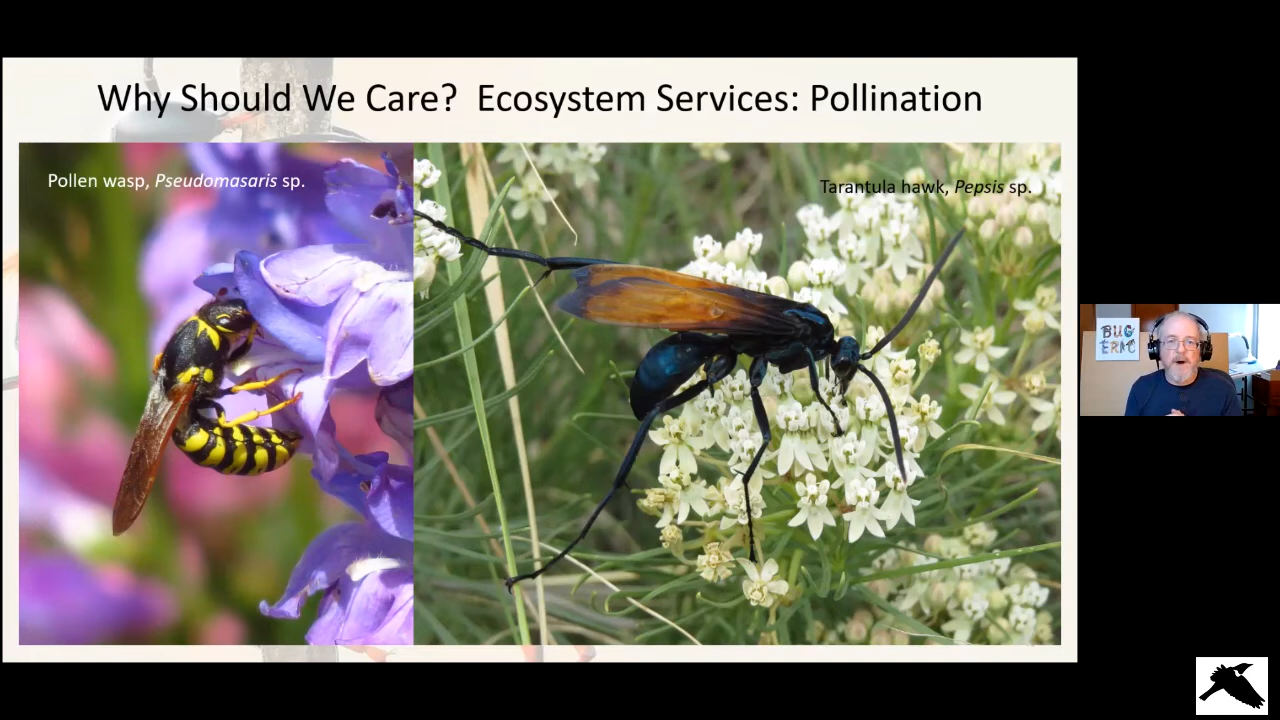 Why Should We Care?  Ecosystem Services: Pollination
Pollen wasp, Pseudomasaris sp.
Tarantula hawk, Pepsis sp.
BUG
ERIC